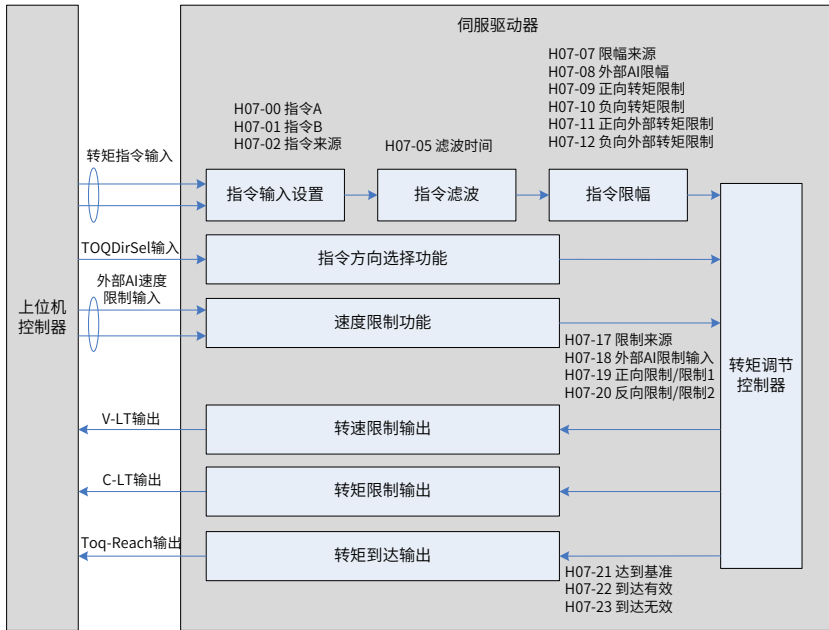 伺服驱动器
H07-07 限幅来源
H07-08 外部AI限幅
H07-09 正向转矩限制
H07-10 负向转矩限制
H07-11 正向外部转矩限制
H07-12 负向外部转矩限制
H07-00 指令A
H07-01 指令B
H07-02 指令来源
H07-05 滤波时间
转矩指令输入
指令输入设置
指令滤波
指令限幅
TOQDirSel输入
指令方向选择功能
外部AI速度
限制输入
速度限制功能
上位机
控制器
H07-17 限制来源
H07-18 外部AI限制输入
H07-19 正向限制/限制1
H07-20 反向限制/限制2
转矩调节
控制器
V-LT输出
转速限制输出
C-LT输出
转矩限制输出
Toq-Reach输出
转矩到达输出
H07-21 达到基准
H07-22 到达有效
H07-23 到达无效